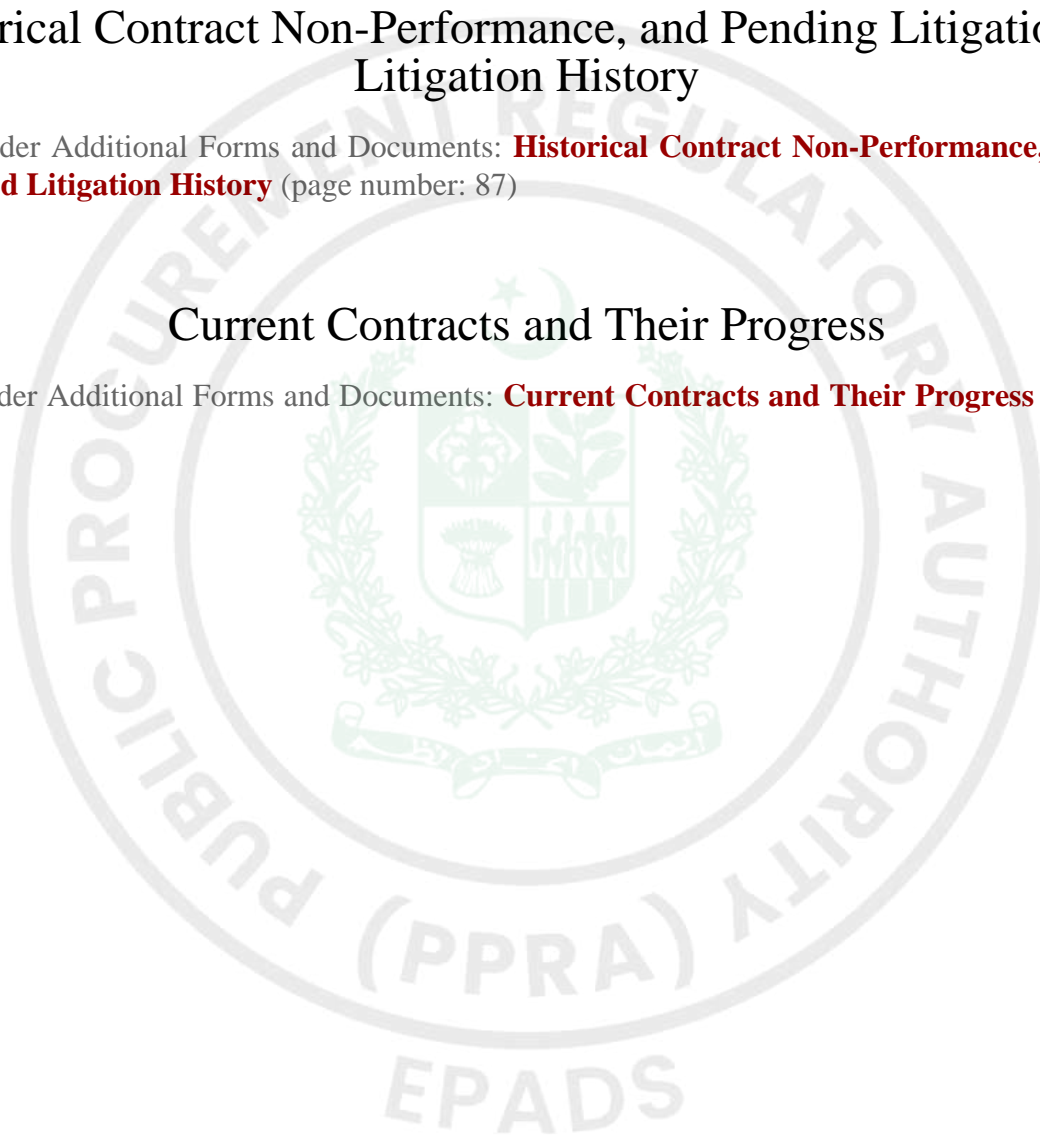 rical Contract Non-Performance, and Pending Litigatio
Litigation History
der Additional Forms and Documents: Historical Contract Non-Performance,
d Litigation History (page number: 87)
Current Contracts and Their Progress
der Additional Forms and Documents: Current Contracts and Their Progress
PUBLIC PROCUREMENT REGULATORY AUTHORITY
(PPRA)
EPADS